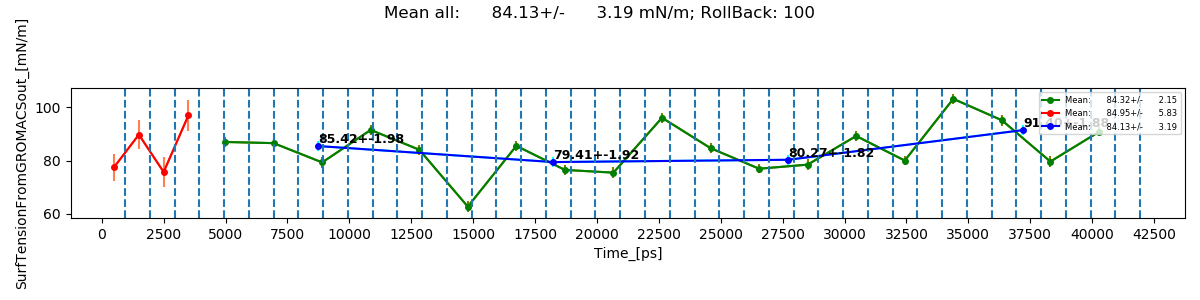 Mean all: 84.13+/- 3.19 mN/m; RollBack: 100
SurfTensionFromGROMACSout_[mN/m]
100
80
60
85.42+-1.98
79.41+-1.92
80.27+-1.82
Mean: 84.32+/- 2.15
Mean: 84.95+/- 5.83
Mean: 84.13+/- 3.19
0 2500 5000 7500 10000 12500 15000 17500 20000 22500 25000 27500 30000 32500 35000 37500 40000 42500
Time_[ps]